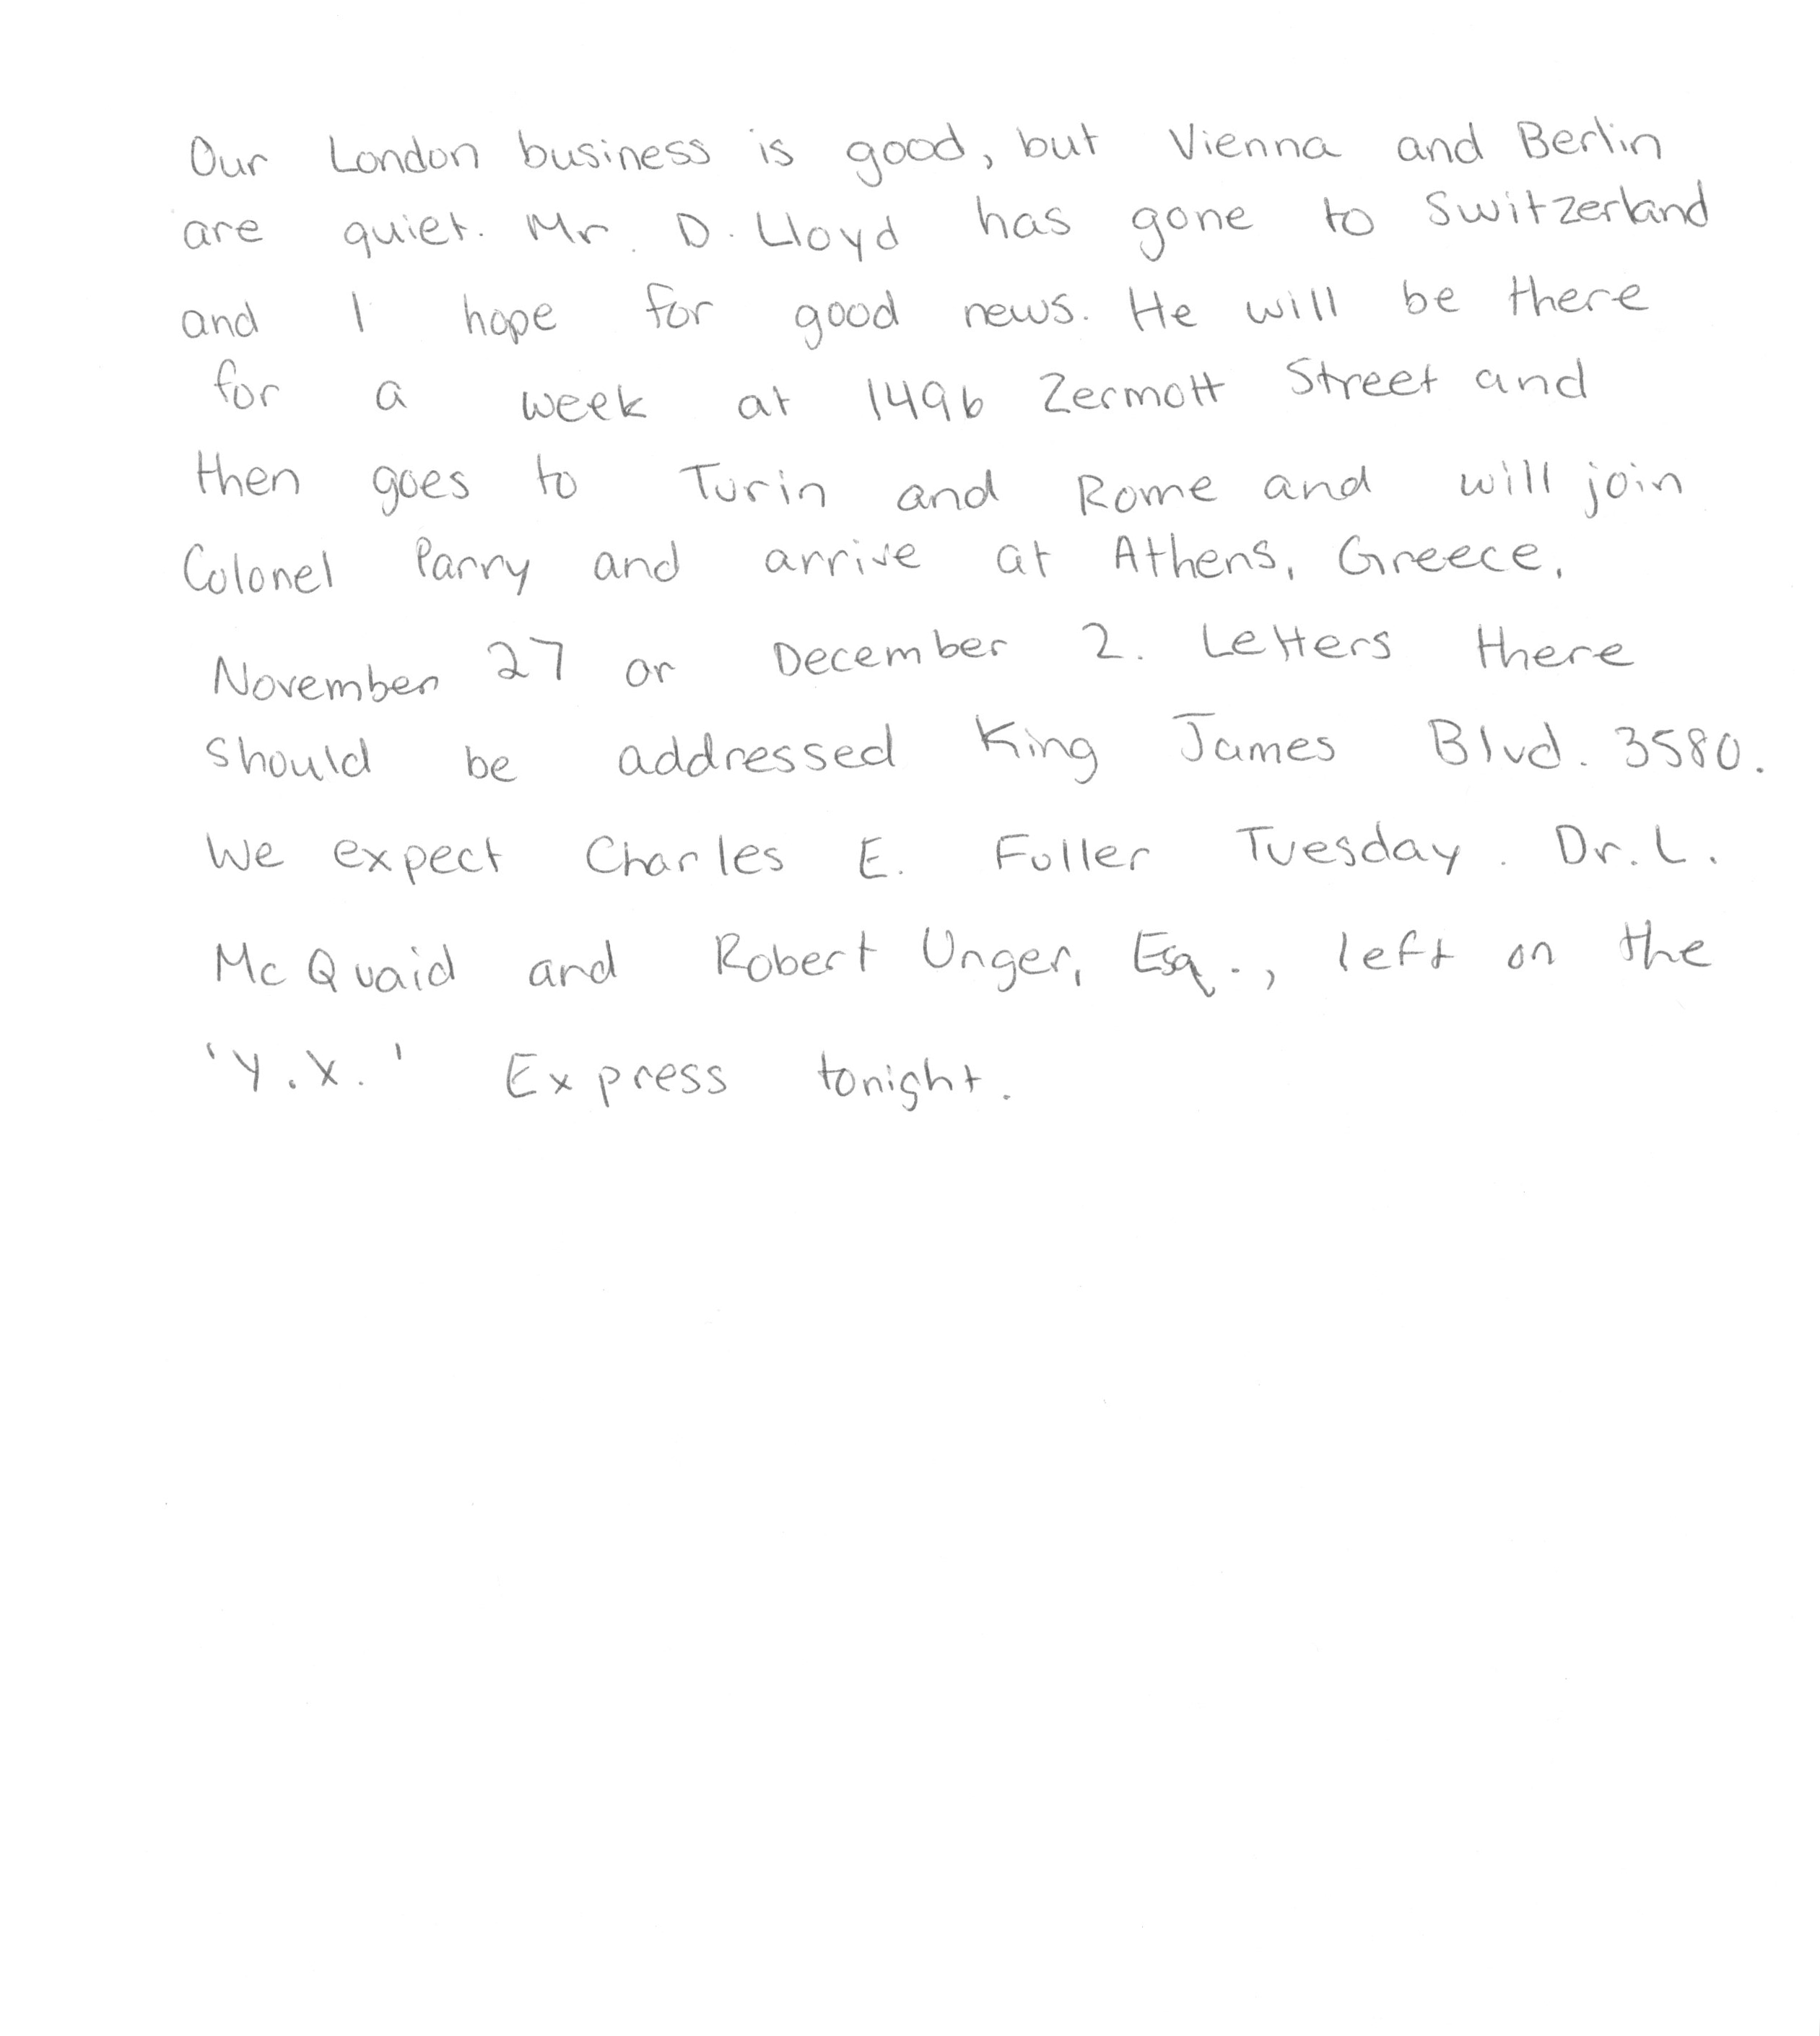 Our London business is good, but Vienna and Berlin
are quiet. Mr. D. Lloyd has gone to Switzerland
and I hope for good news. He will be there
for a week at 1496 Zermott Street and
then goes to Turin and Rome and will join
Colonel Parry and arrive at Athens, Greece,
November 27 or December 2. Letters there
should be addressed King James Blvd. 3580.
We expect Charles E. Fuller Tuesday. Dr. L.
McQuaid and Robert Unger, Esq., left on the
'Y.X.' Express tonight.